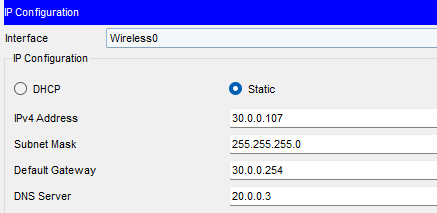 IP Configuration
Interface Wireless0
IP Configuration
DHCP Static
IPv4 Address 30.0.0.107
Subnet Mask 255.255.255.0
Default Gateway 30.0.0.254
DNS Server 20.0.0.3